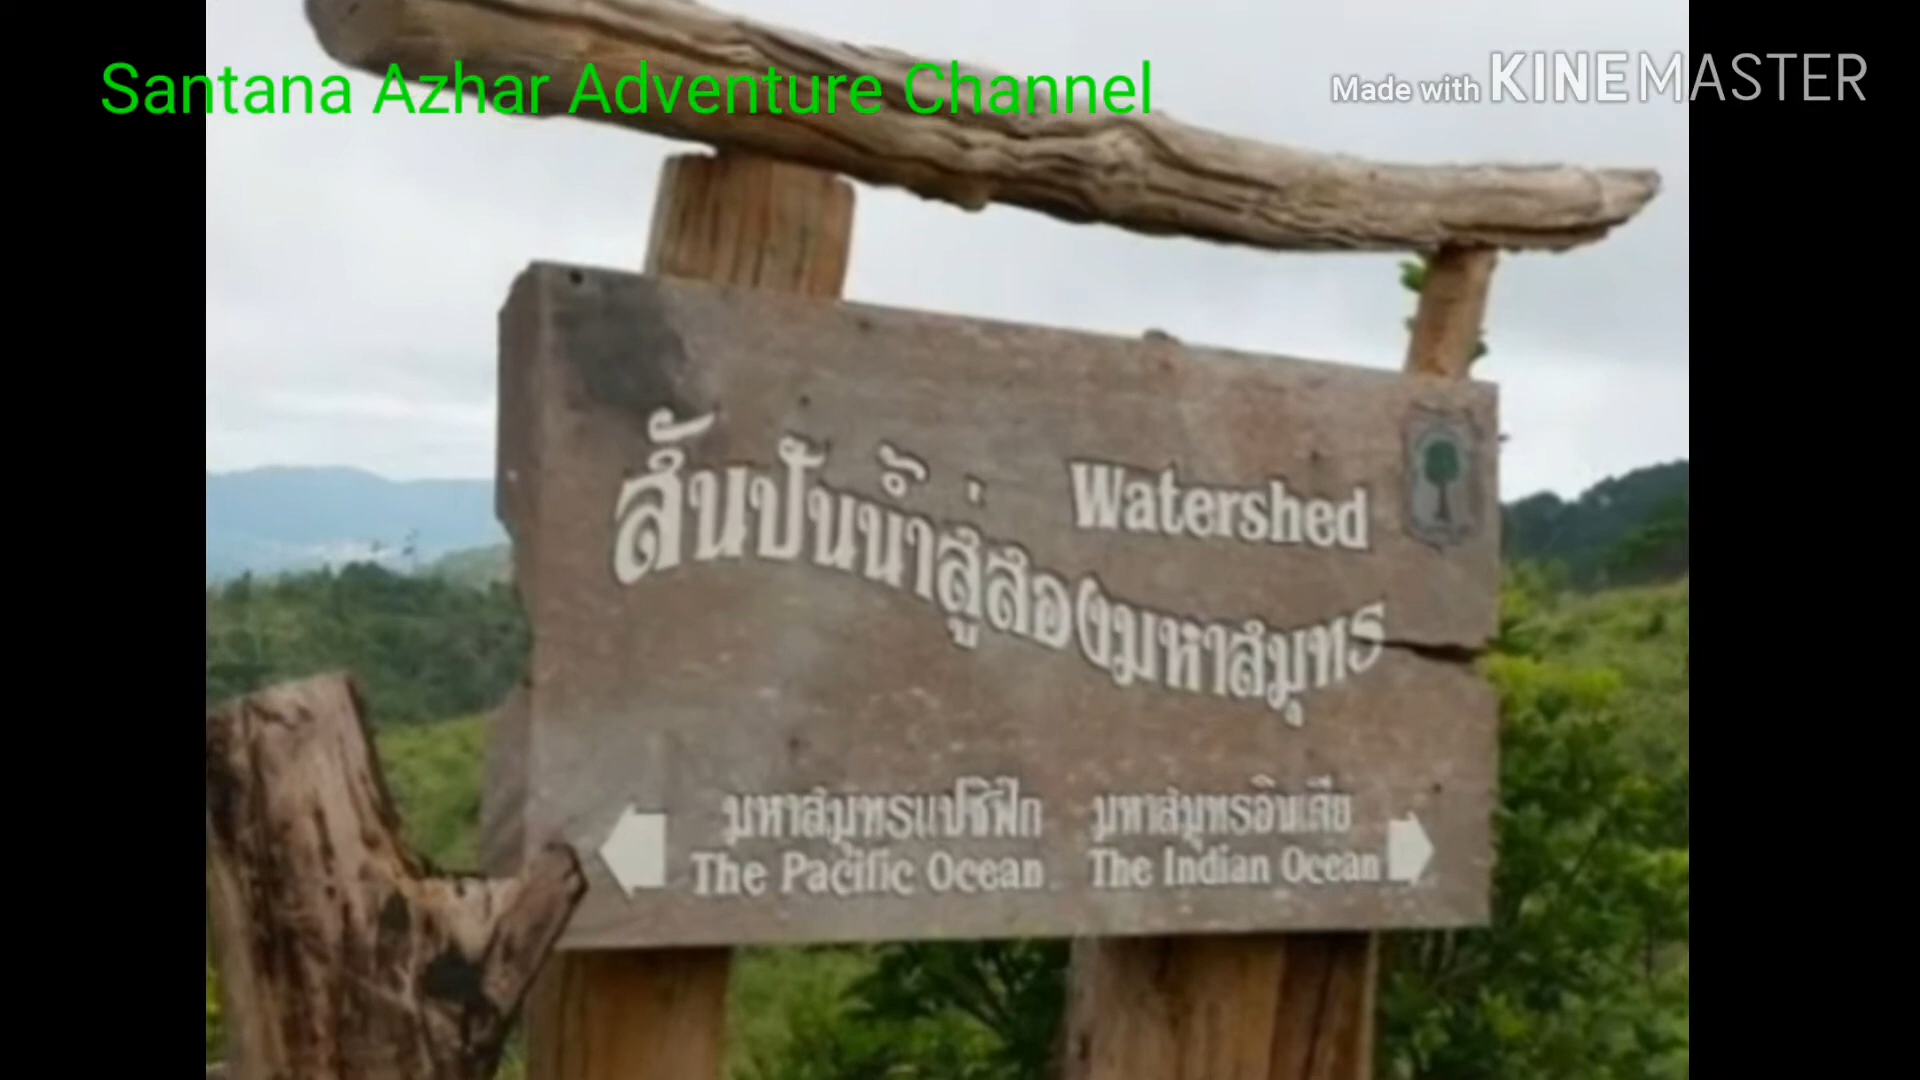 Santana Azhar Adventure Channel
Made with KINEMASTER
Watershed
สันปันน้ำสู่สองมหาสมุทร
มหาสมุทรแปซิฟิก
The Pacific Ocean
มหาสมุทรอินเดีย
The Indian Ocean